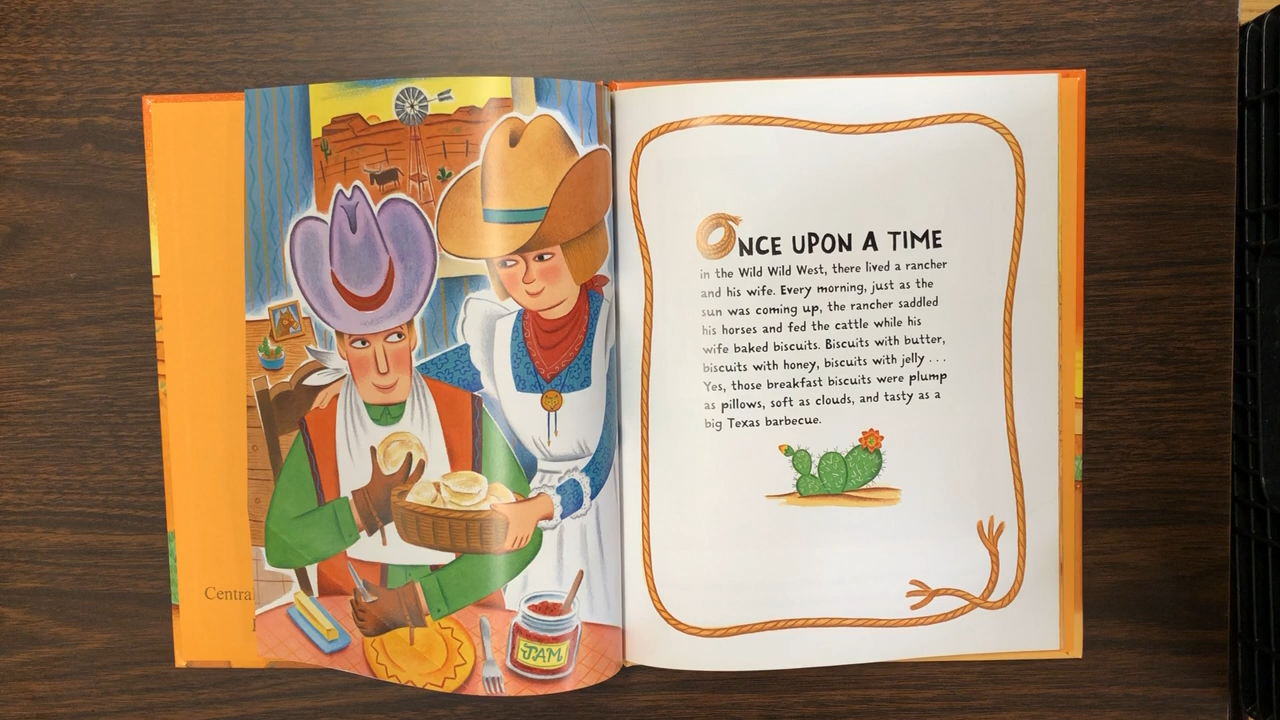 Centra
JAM
ONCE UPON A TIME
in the Wild Wild West, there lived a rancher
and his wife. Every morning, just as the
sun was coming up, the rancher saddled
his horses and fed the cattle while his
wife baked biscuits. Biscuits with butter,
biscuits with honey, biscuits with jelly . . .
Yes, those breakfast biscuits were plump
as pillows, soft as clouds, and tasty as a
big Texas barbecue.